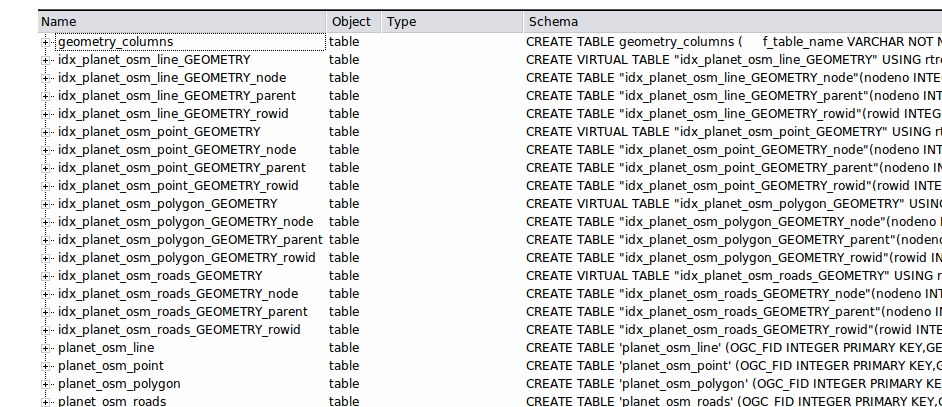 Name Object Type Schema
geometry_columns table CREATE TABLE geometry_columns ( f_table_name VARCHAR NOT N
idx_planet_osm_line_GEOMETRY table CREATE VIRTUAL TABLE "idx_planet_osm_line_GEOMETRY" USING rtre
idx_planet_osm_line_GEOMETRY_node table CREATE TABLE "idx_planet_osm_line_GEOMETRY_node"(nodeno INTE
idx_planet_osm_line_GEOMETRY_parent table CREATE TABLE "idx_planet_osm_line_GEOMETRY_parent"(nodeno IN
idx_planet_osm_line_GEOMETRY_rowid table CREATE TABLE "idx_planet_osm_line_GEOMETRY_rowid"(rowid INTEG
idx_planet_osm_point_GEOMETRY table CREATE VIRTUAL TABLE "idx_planet_osm_point_GEOMETRY" USING rt
idx_planet_osm_point_GEOMETRY_node table CREATE TABLE "idx_planet_osm_point_GEOMETRY_node"(nodeno INT
idx_planet_osm_point_GEOMETRY_parent table CREATE TABLE "idx_planet_osm_point_GEOMETRY_parent"(nodeno I
idx_planet_osm_point_GEOMETRY_rowid table CREATE TABLE "idx_planet_osm_point_GEOMETRY_rowid"(rowid INTE
idx_planet_osm_polygon_GEOMETRY table CREATE VIRTUAL TABLE "idx_planet_osm_polygon_GEOMETRY" USING
idx_planet_osm_polygon_GEOMETRY_node table CREATE TABLE "idx_planet_osm_polygon_GEOMETRY_node"(nodeno I
idx_planet_osm_polygon_GEOMETRY_parent table CREATE TABLE "idx_planet_osm_polygon_GEOMETRY_parent"(noden
idx_planet_osm_polygon_GEOMETRY_rowid table CREATE TABLE "idx_planet_osm_polygon_GEOMETRY_rowid"(rowid I
idx_planet_osm_roads_GEOMETRY table CREATE VIRTUAL TABLE "idx_planet_osm_roads_GEOMETRY" USING r
idx_planet_osm_roads_GEOMETRY_node table CREATE TABLE "idx_planet_osm_roads_GEOMETRY_node"(nodeno INT
idx_planet_osm_roads_GEOMETRY_parent table CREATE TABLE "idx_planet_osm_roads_GEOMETRY_parent"(nodeno I
idx_planet_osm_roads_GEOMETRY_rowid table CREATE TABLE "idx_planet_osm_roads_GEOMETRY_rowid"(rowid INTE
planet_osm_line table CREATE TABLE 'planet_osm_line' (OGC_FID INTEGER PRIMARY KEY,GE
planet_osm_point table CREATE TABLE 'planet_osm_point' (OGC_FID INTEGER PRIMARY KEY,G
planet_osm_polygon table CREATE TABLE 'planet_osm_polygon' (OGC_FID INTEGER PRIMARY KE
planet_osm_roads table CREATE TABLE 'planet_osm_roads' (OGC_FID INTEGER PRIMARY KEY,G